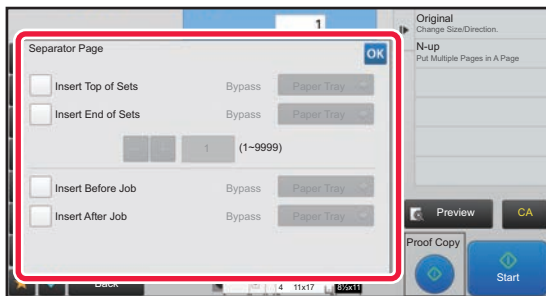 1
Original
Change Size/Direction.
N-up
Put Multiple Pages in A Page
Separator Page
OK
Insert Top of Sets Bypass Paper Tray
Insert End of Sets Bypass Paper Tray
1 (1~9999)
Insert Before Job Bypass Paper Tray
Insert After Job Bypass Paper Tray
Preview CA
Proof Copy
Start
Back
4 11x17 8½x11